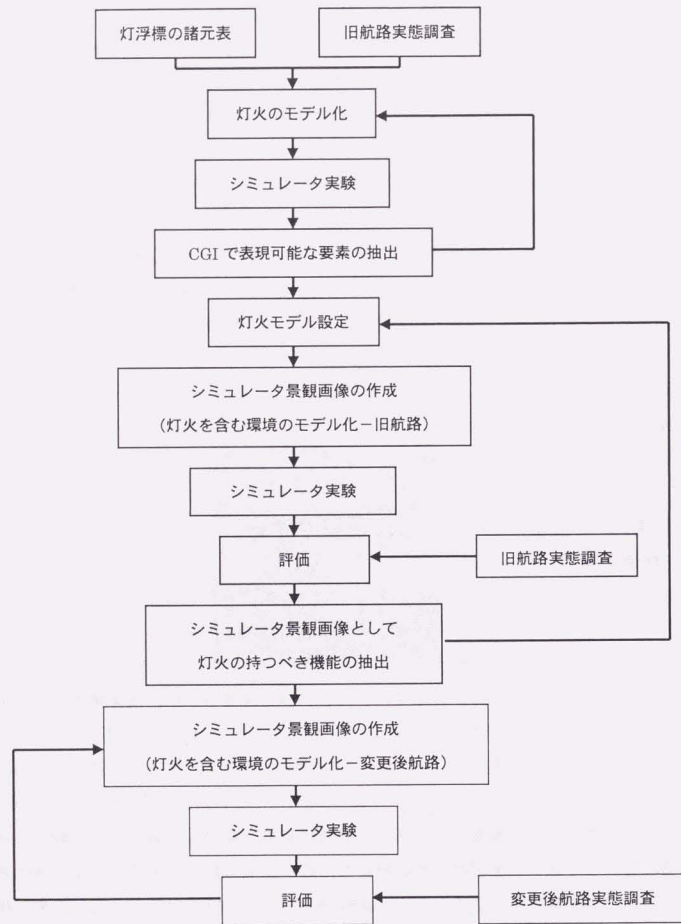 灯浮標の諸元表
旧航路実態調査
灯火のモデル化
シミュレータ実験
CGIで表現可能な要素の抽出
灯火モデル設定
シミュレータ景観画像の作成
(灯火を含む環境のモデル化－旧航路)
シミュレータ実験
評価
旧航路実態調査
シミュレータ景観画像として
灯火の持つべき機能の抽出
シミュレータ景観画像の作成
(灯火を含む環境のモデル化－変更後航路)
シミュレータ実験
評価
変更後航路実態調査